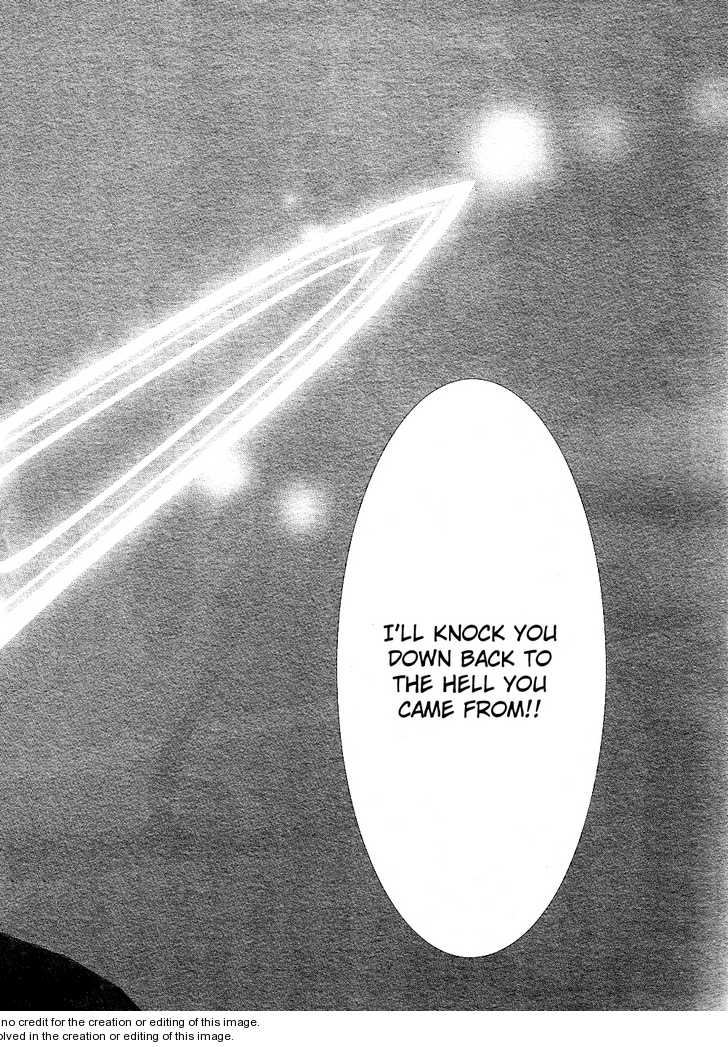 I'LL KNOCK YOU
DOWN BACK TO
THE HELL YOU
CAME FROM!!
no credit for the creation or editing of this image.
olved in the creation or editing of this image.